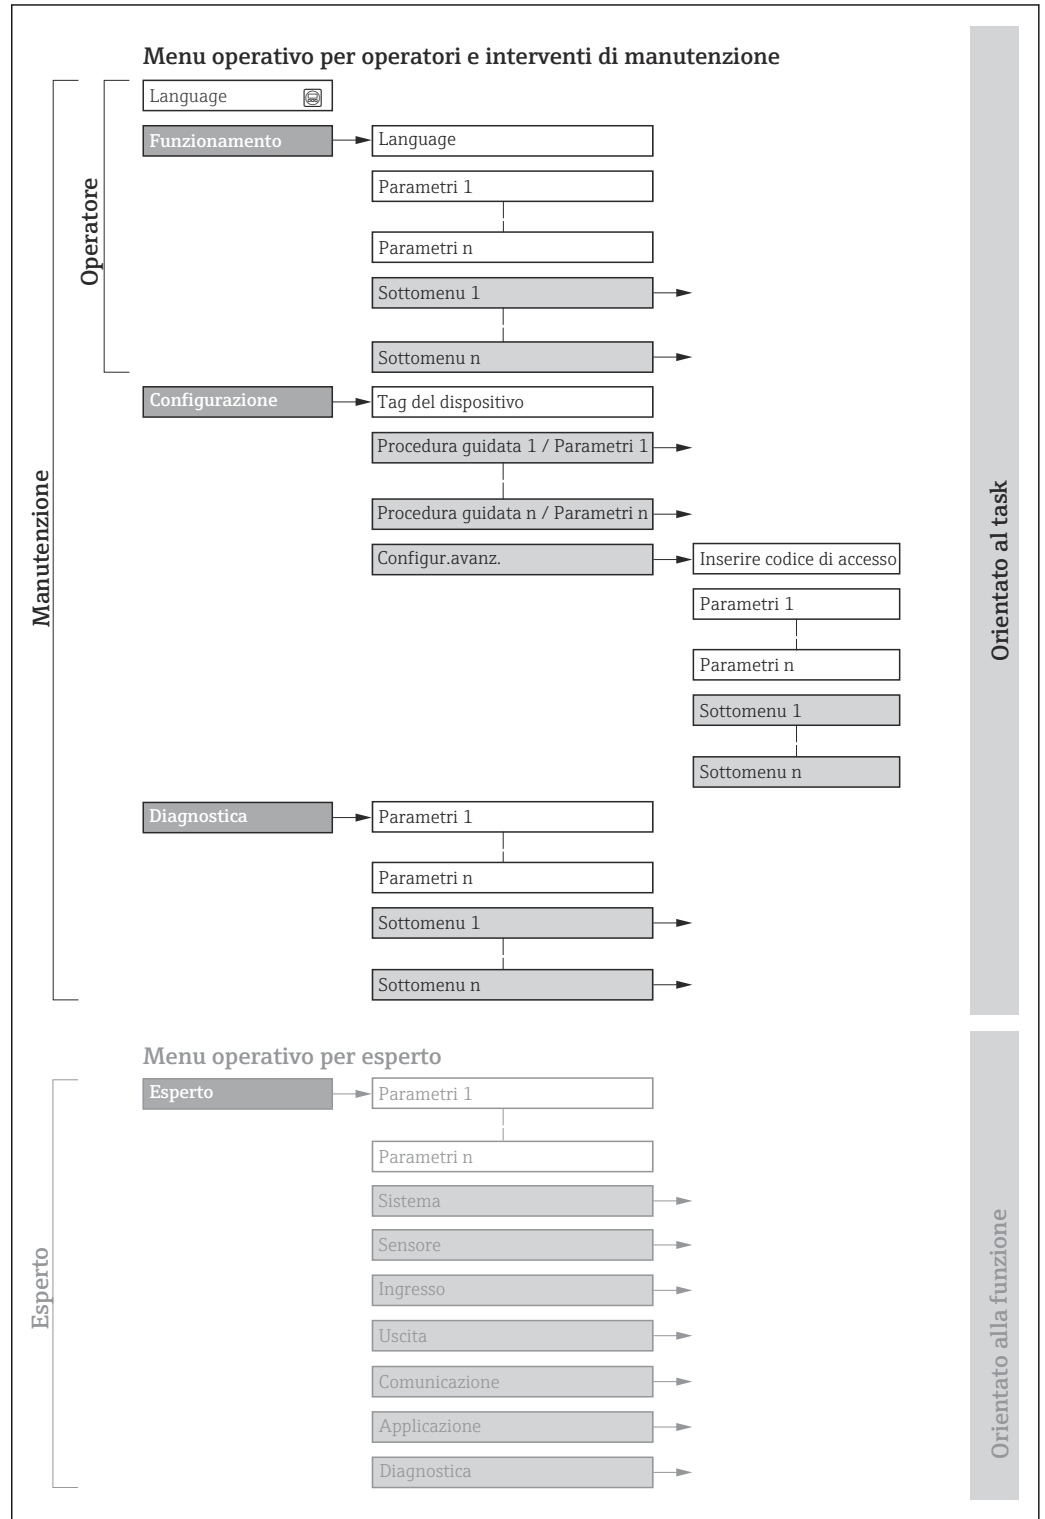 Menu operativo per operatori e interventi di manutenzione
Manutenzione
Operatore
Language
Funzionamento
Language
Parametri 1
Parametri n
Sottomenu 1
Sottomenu n
Configurazione
Tag del dispositivo
Procedura guidata 1 / Parametri 1
Procedura guidata n / Parametri n
Configur.avanz.
Inserire codice di accesso
Parametri 1
Parametri n
Sottomenu 1
Sottomenu n
Diagnostica
Parametri 1
Parametri n
Sottomenu 1
Sottomenu n
Orientato al task
Menu operativo per esperto
Esperto
Esperto
Parametri 1
Parametri n
Sistema
Sensore
Ingresso
Uscita
Comunicazione
Applicazione
Diagnostica
Orientato alla funzione